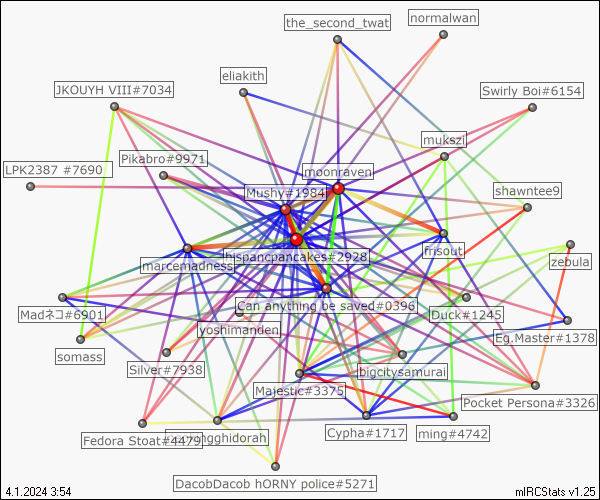 the_second_twat
normalwan
eliakith
JKOUYH VIII#7034
Swirly Boi#6154
mukszi
Pikabro#9971
LPK2387 #7690
moonraven
Mushy#1984
shawntee9
frisout
zebula
Ihispancpancakes#2928
marcemadness
Can anything be saved#0396
Madネコ#6901
yoshimanden
Duck#1245
Eg.Master#1378
somass
Silver#7938
bigcitysamurai
Majestic#3375
Pocket Persona#3326
Cypha#1717
ming#4742
Fedora Stoat#4479
ngghidorah
DacobDacob hORNY police#5271
4.1.2024 3:54
mIRCStats v1.25